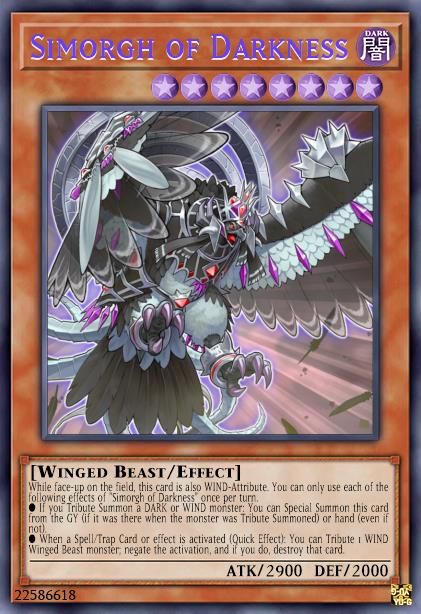 SIMORGH OF DARKNESS
DARK
闇
[WINGED BEAST/EFFECT]
While face-up on the field, this card is also WIND-Attribute. You can only use each of the
following effects of "Simorgh of Darkness" once per turn.
● If you Tribute Summon a DARK or WIND monster: You can Special Summon this card
from the GY (if it was there when the monster was Tribute Summoned) or hand (even if
not).
● When a Spell/Trap Card or effect is activated (Quick Effect): You can Tribute 1 WIND
Winged Beast monster; negate the activation, and if you do, destroy that card.
ATK/2900 DEF/2000
22586618